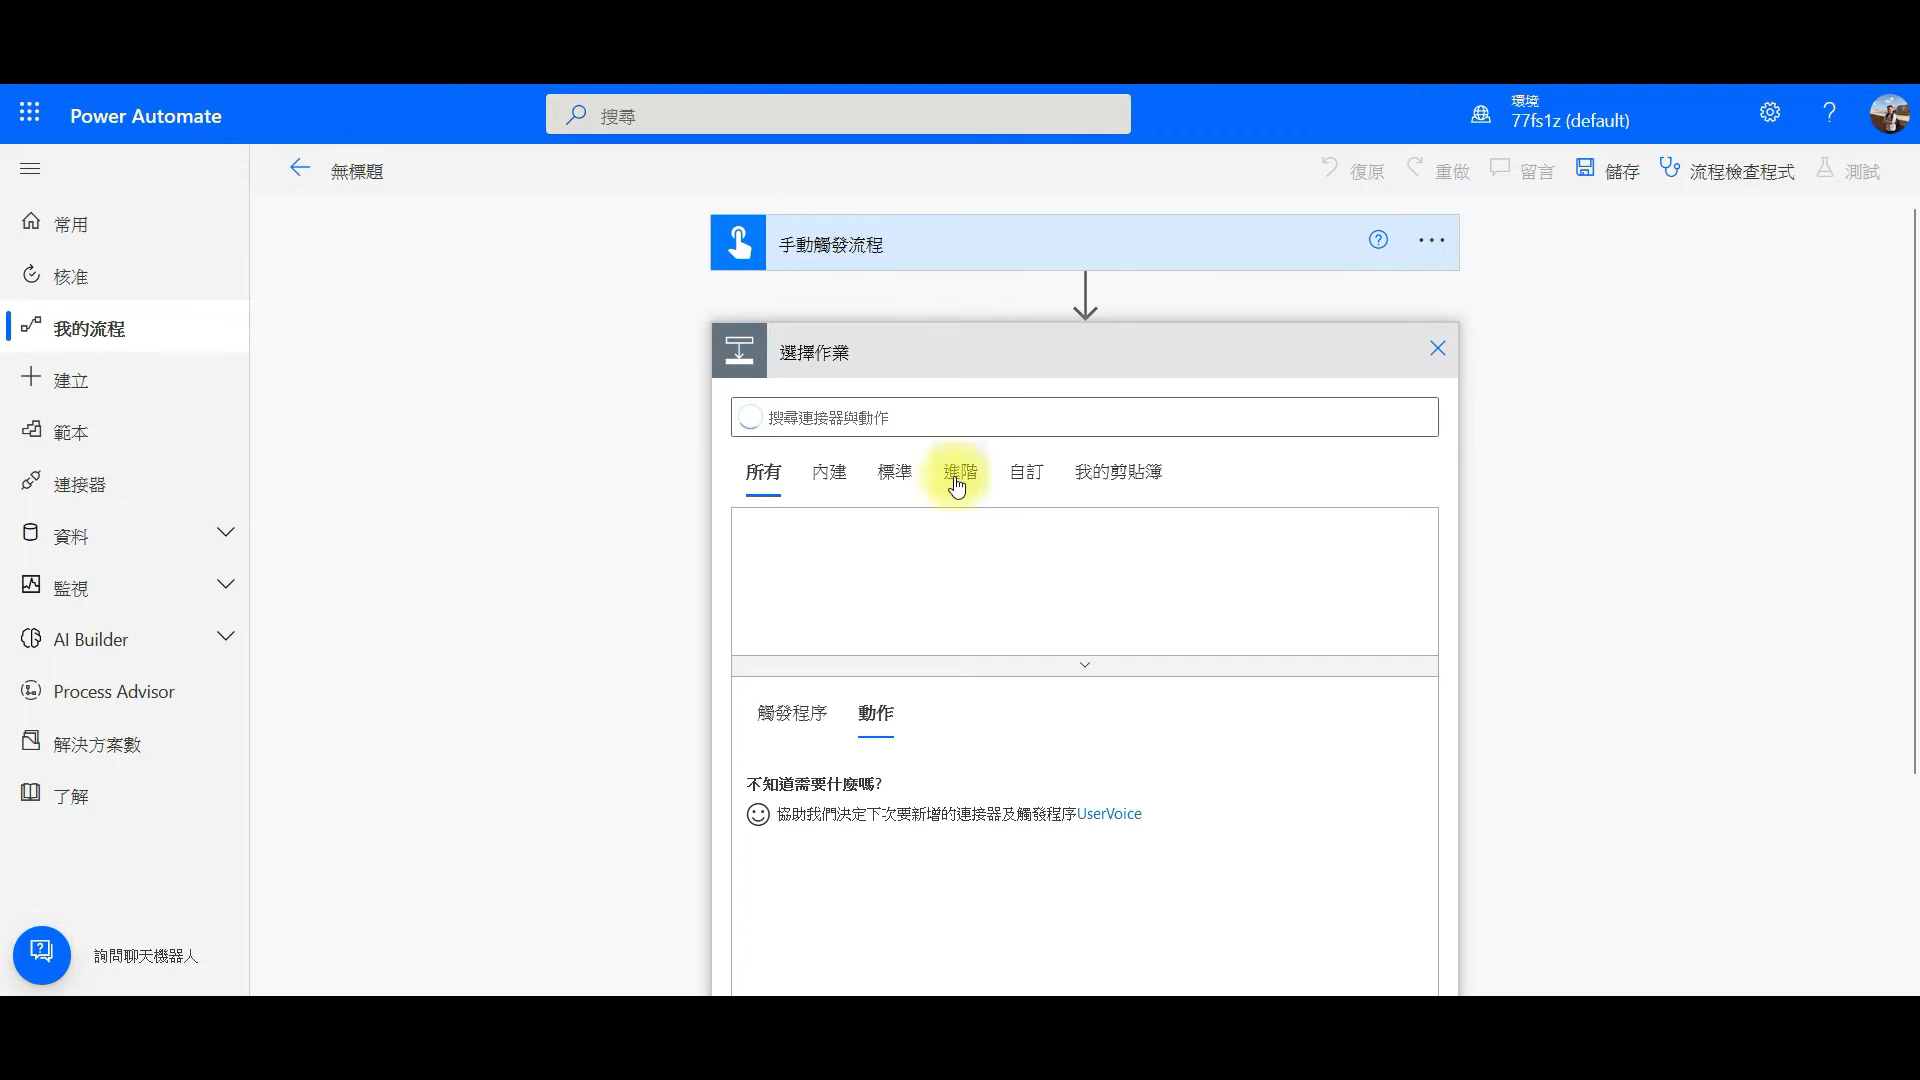 Power Automate
搜尋
環境
77fs1z (default)
無標題
復原
重做
留言
儲存
流程檢查程式
測試
常用
核准
我的流程
建立
範本
連接器
資料
監視
AI Builder
Process Advisor
解決方案數
了解
詢問聊天機器人
手動觸發流程
選擇作業
搜尋連接器與動作
所有 內建 標準 進階 自訂 我的剪貼簿
觸發程序 動作
不知道需要什麼嗎?
協助我們決定下次要新增的連接器及觸發程序UserVoice